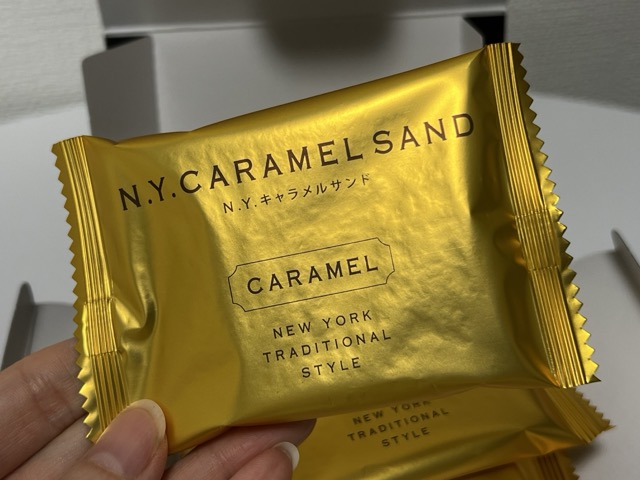 N.Y.CARAMEL SAND
N.Y.キャラメルサンド
CARAMEL
NEW YORK
TRADITIONAL
STYLE
NEW YORK
TRADITIONAL
STYLE